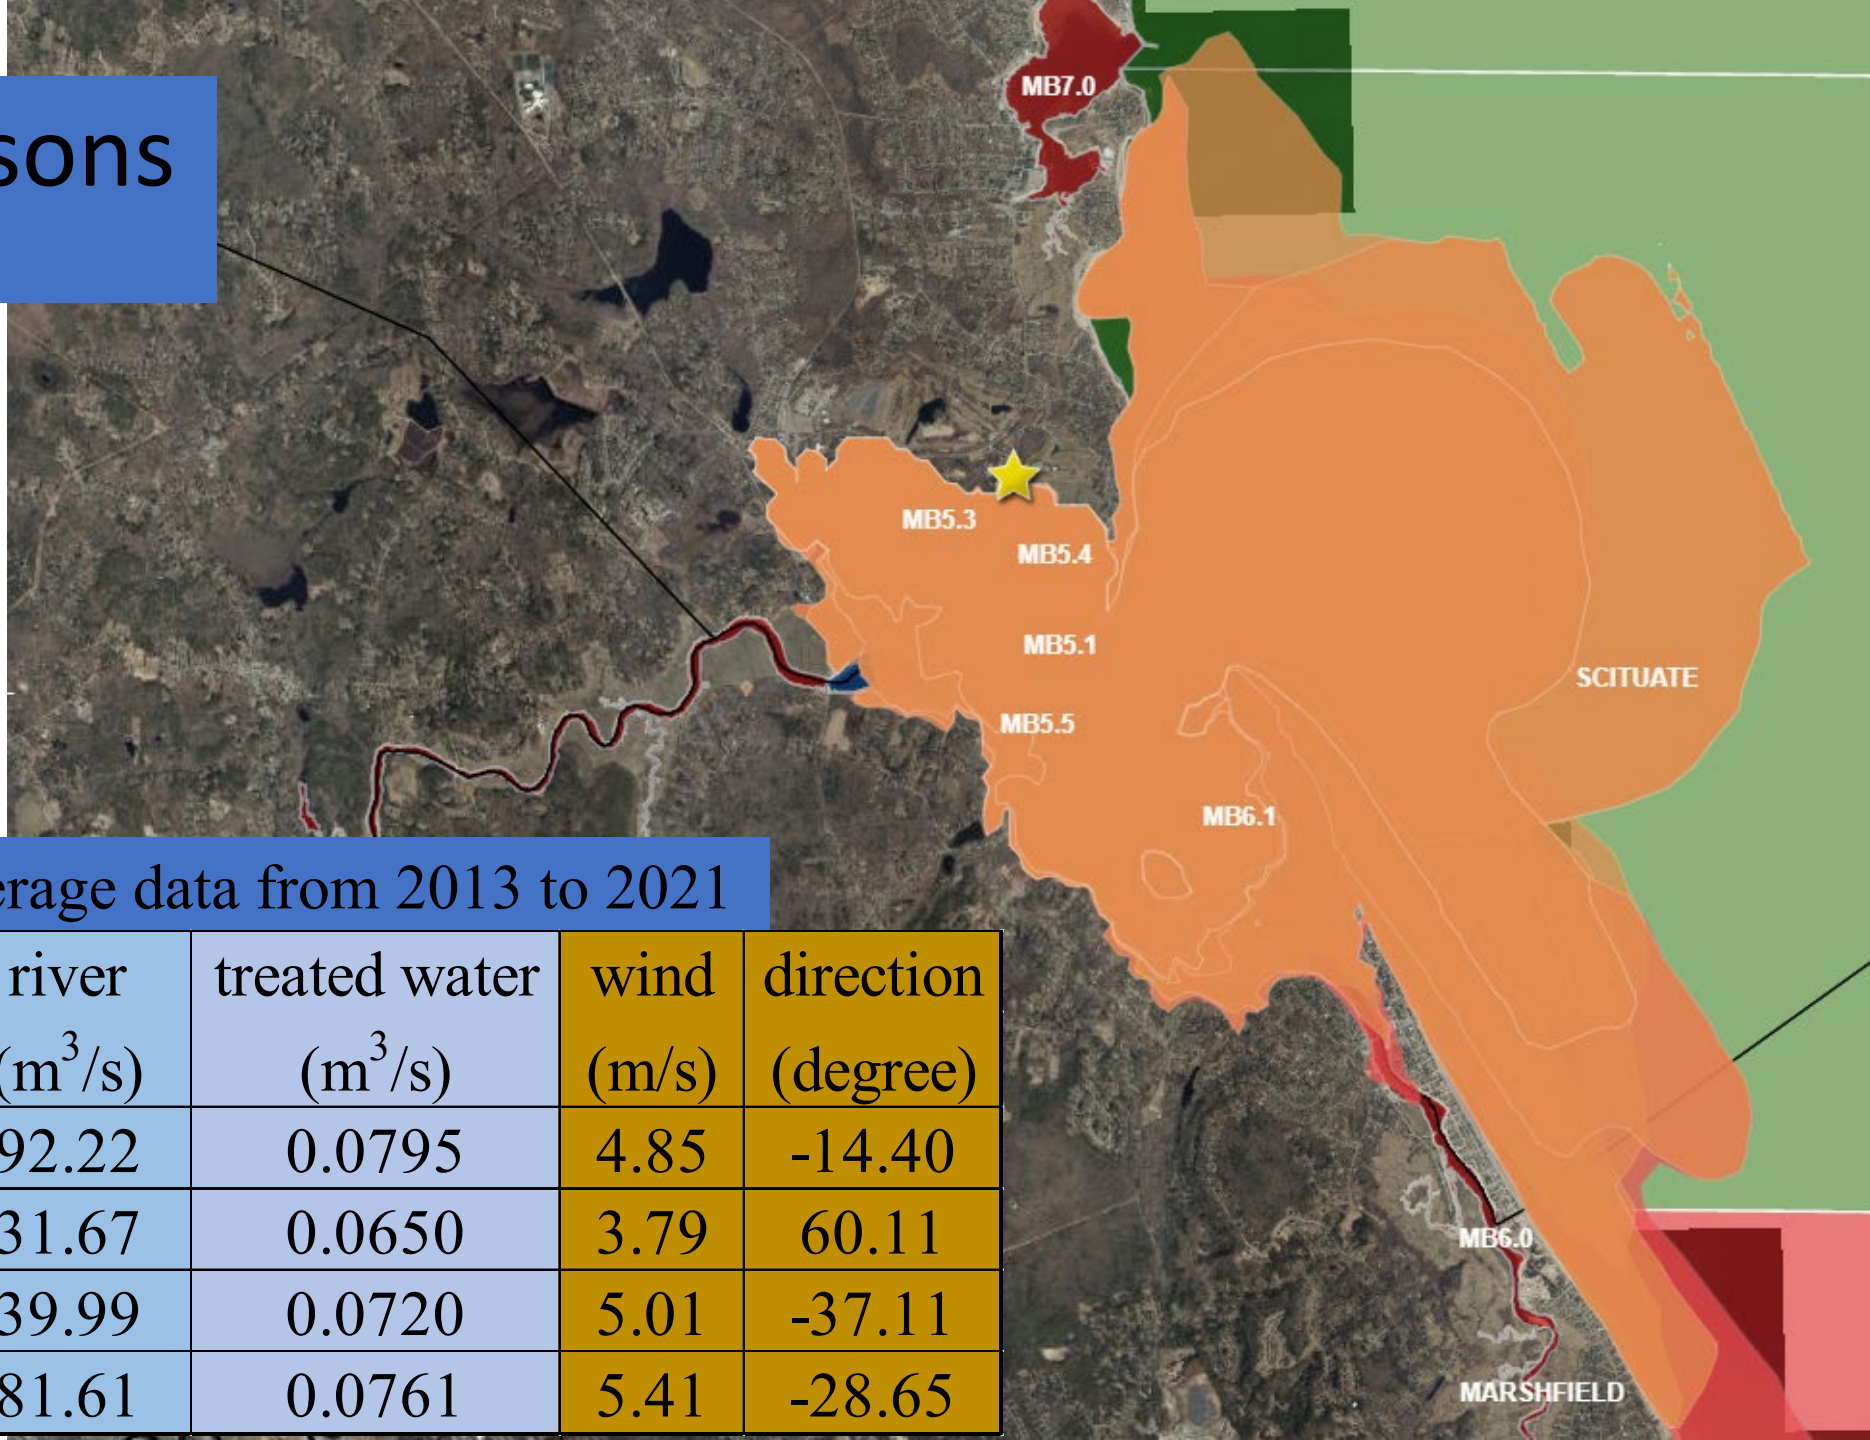 sons
MB7.0
MB5.3
MB5.4
MB5.1
SCITUATE
MB5.5
MB6.1
erage data from 2013 to 2021
river treated water wind direction
(m³/s) (m³/s) (m/s) (degree)
92.22 0.0795 4.85 -14.40
31.67 0.0650 3.79 60.11
39.99 0.0720 5.01 -37.11
81.61 0.0761 5.41 -28.65
MB6.0
MARSHFIELD